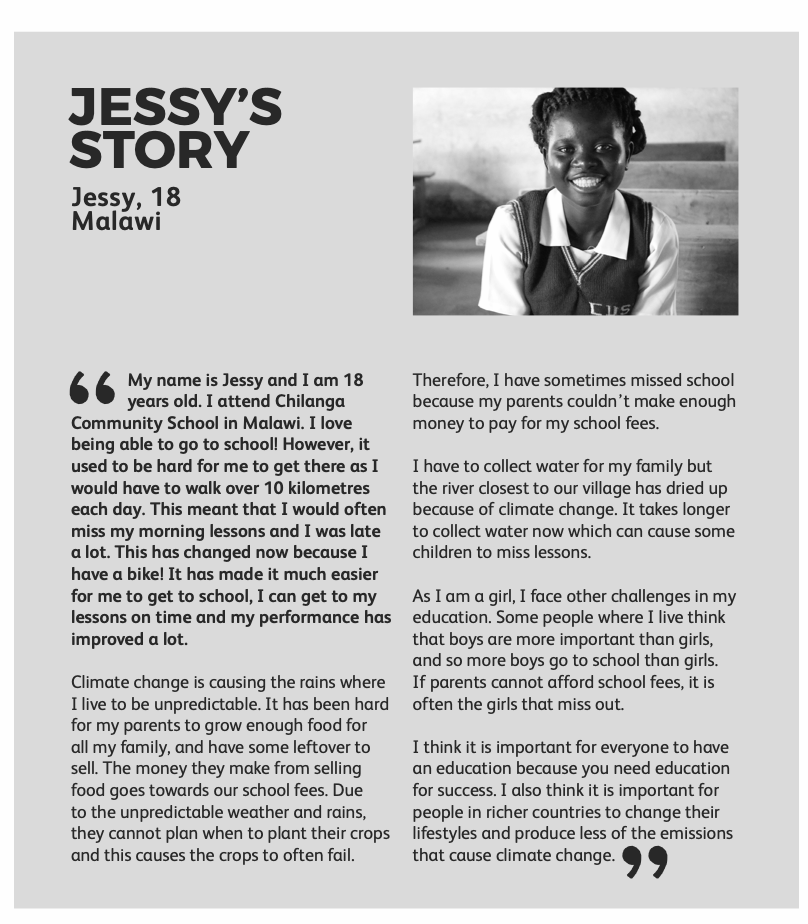 JESSY’S
STORY
Jessy, 18
Malawi
“ My name is Jessy and I am 18
years old. I attend Chilanga
Community School in Malawi. I love
being able to go to school! However, it
used to be hard for me to get there as I
would have to walk over 10 kilometres
each day. This meant that I would often
miss my morning lessons and I was late
a lot. This has changed now because I
have a bike! It has made it much easier
for me to get to school, I can get to my
lessons on time and my performance has
improved a lot.
Climate change is causing the rains where
I live to be unpredictable. It has been hard
for my parents to grow enough food for
all my family, and have some leftover to
sell. The money they make from selling
food goes towards our school fees. Due
to the unpredictable weather and rains,
they cannot plan when to plant their crops
and this causes the crops to often fail.
Therefore, I have sometimes missed school
because my parents couldn’t make enough
money to pay for my school fees.
I have to collect water for my family but
the river closest to our village has dried up
because of climate change. It takes longer
to collect water now which can cause some
children to miss lessons.
As I am a girl, I face other challenges in my
education. Some people where I live think
that boys are more important than girls,
and so more boys go to school than girls.
If parents cannot afford school fees, it is
often the girls that miss out.
I think it is important for everyone to have
an education because you need education
for success. I also think it is important for
people in richer countries to change their
lifestyles and produce less of the emissions
that cause climate change. ”